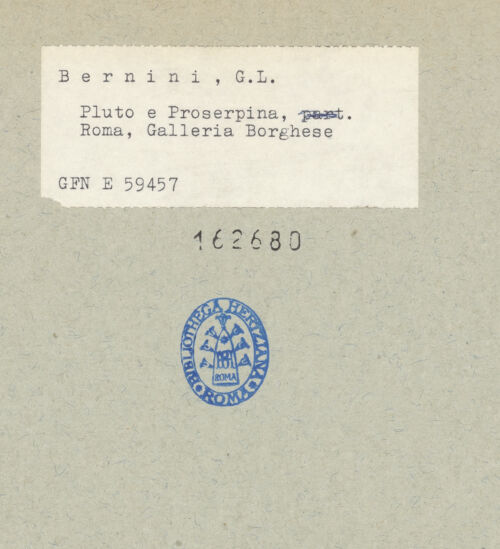 B e r n i n i , G.L.
Pluto e Proserpina, part.
Roma, Galleria Borghese
GFN E 59457
162680
BIBLIOTHECA HERTZIANA
ROMA
ROMA